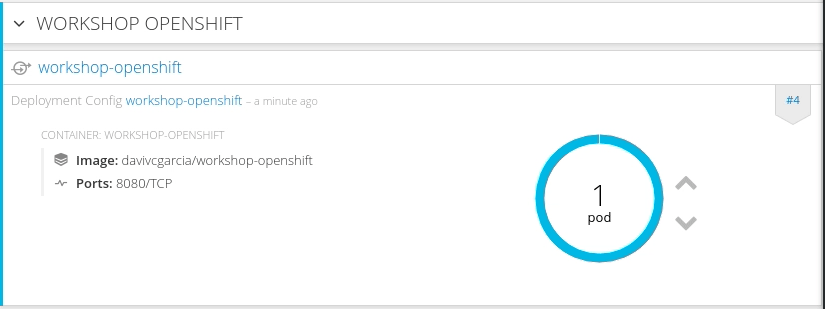 WORKSHOP OPENSHIFT
workshop-openshift
Deployment Config workshop-openshift – a minute ago
#4
CONTAINER: WORKSHOP-OPENSHIFT
Image: davivcgarcia/workshop-openshift
Ports: 8080/TCP
1
pod